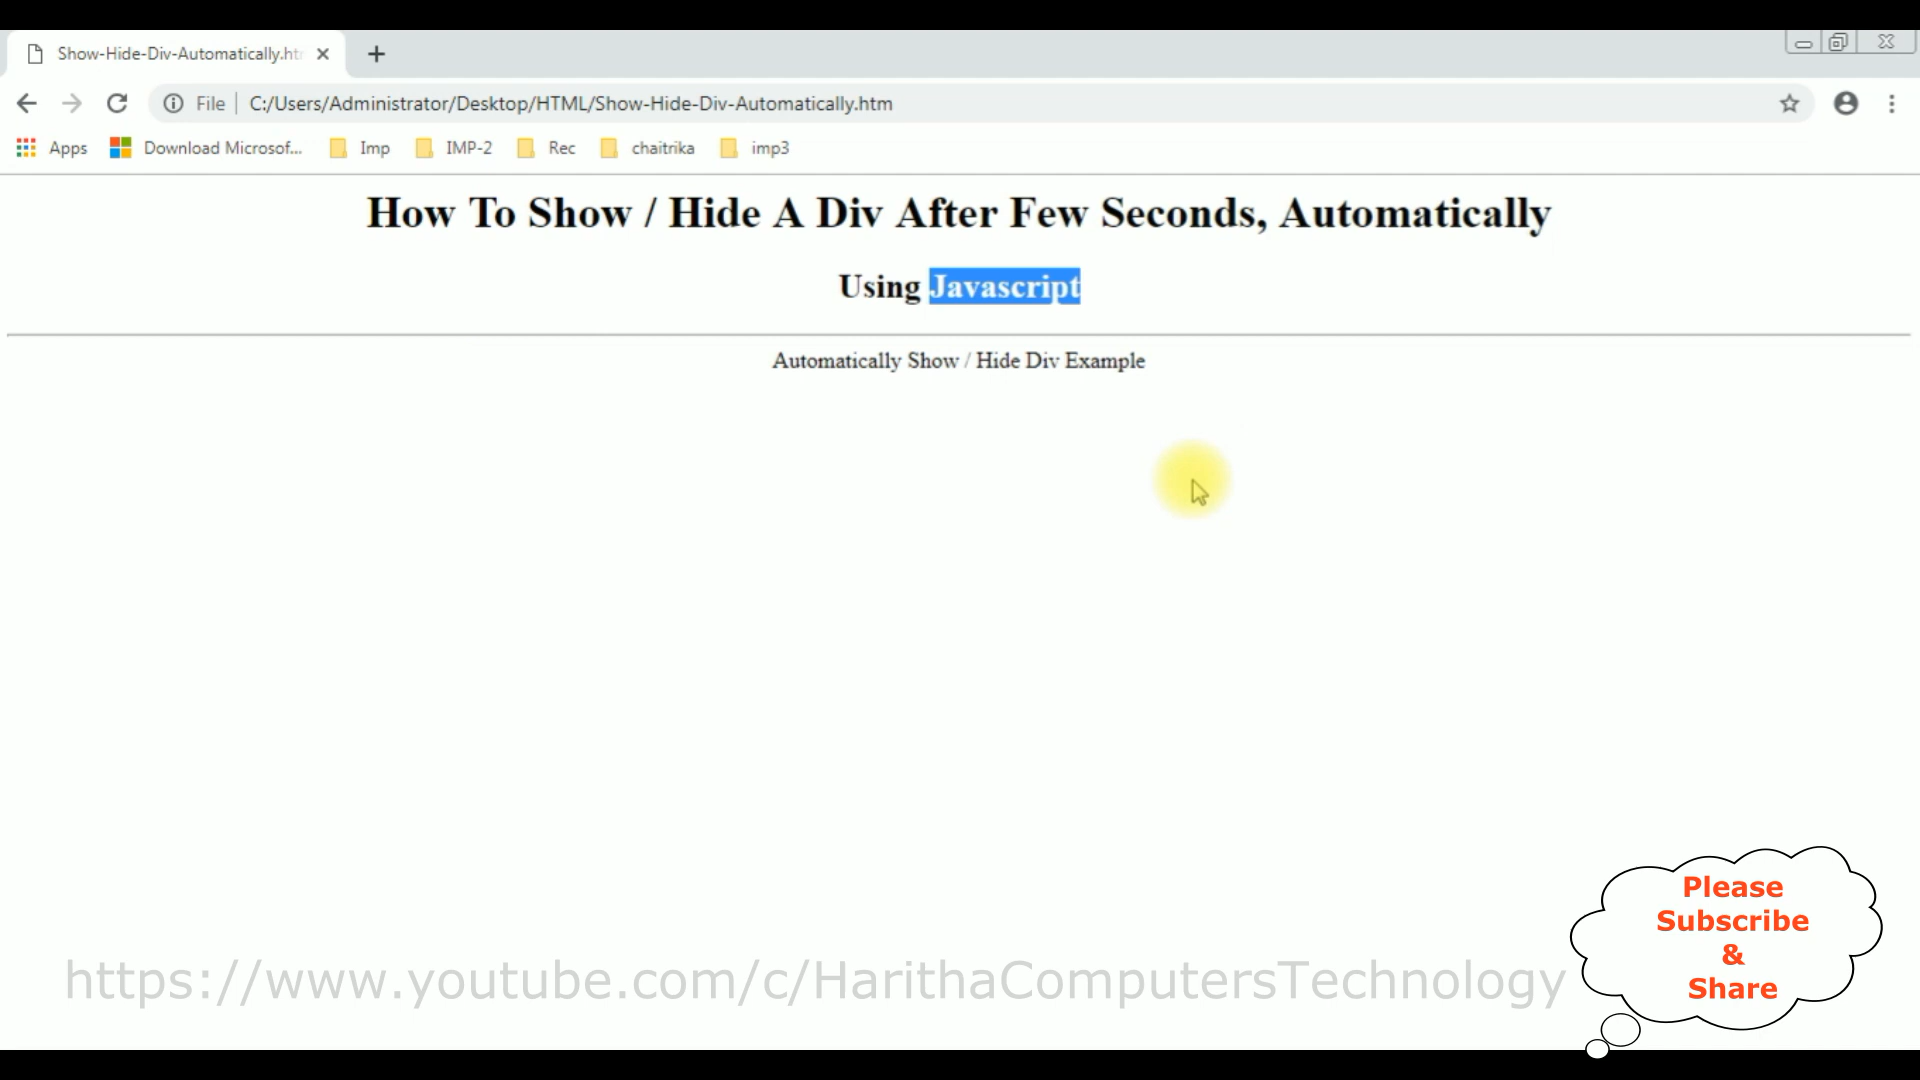 Show-Hide-Div-Automatically.htm
File C:/Users/Administrator/Desktop/HTML/Show-Hide-Div-Automatically.htm
Apps Download Microsof... Imp IMP-2 Rec chaitrika imp3
How To Show / Hide A Div After Few Seconds, Automatically
Using Javascript
Automatically Show / Hide Div Example
Please
Subscribe
&
Share
https://www.youtube.com/c/HarithaComputersTechnology